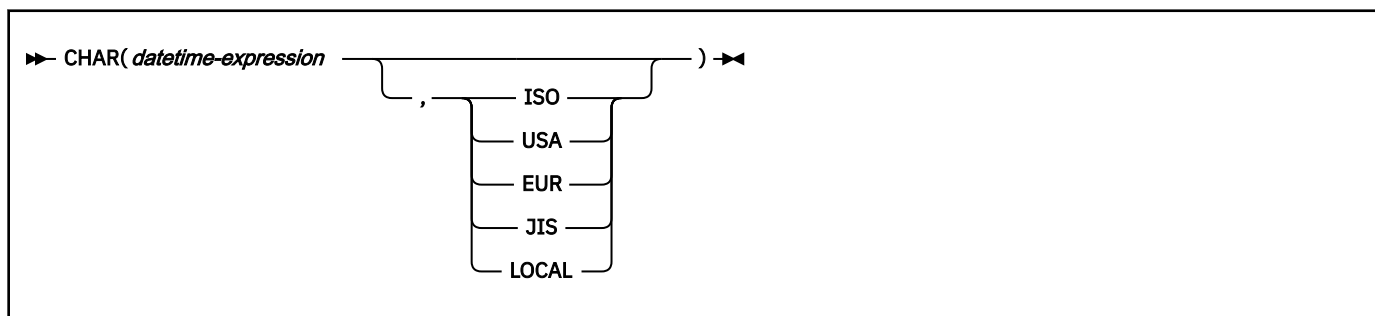 CHAR( datetime-expression )
, ISO
USA
EUR
JIS
LOCAL